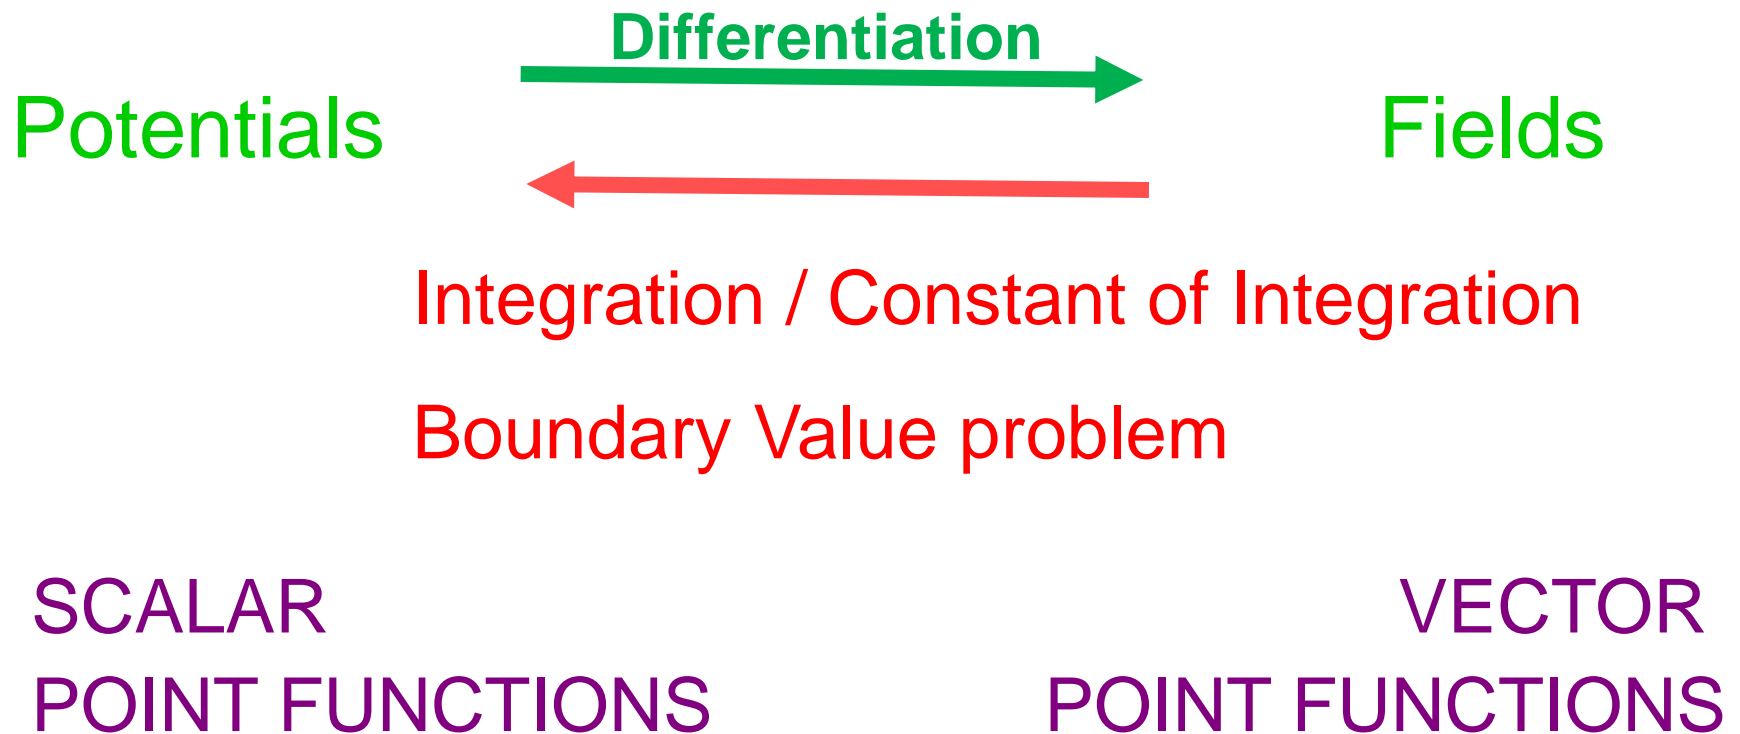 Differentiation
Potentials
Fields
Integration / Constant of Integration
Boundary Value problem
SCALAR
POINT FUNCTIONS
VECTOR
POINT FUNCTIONS